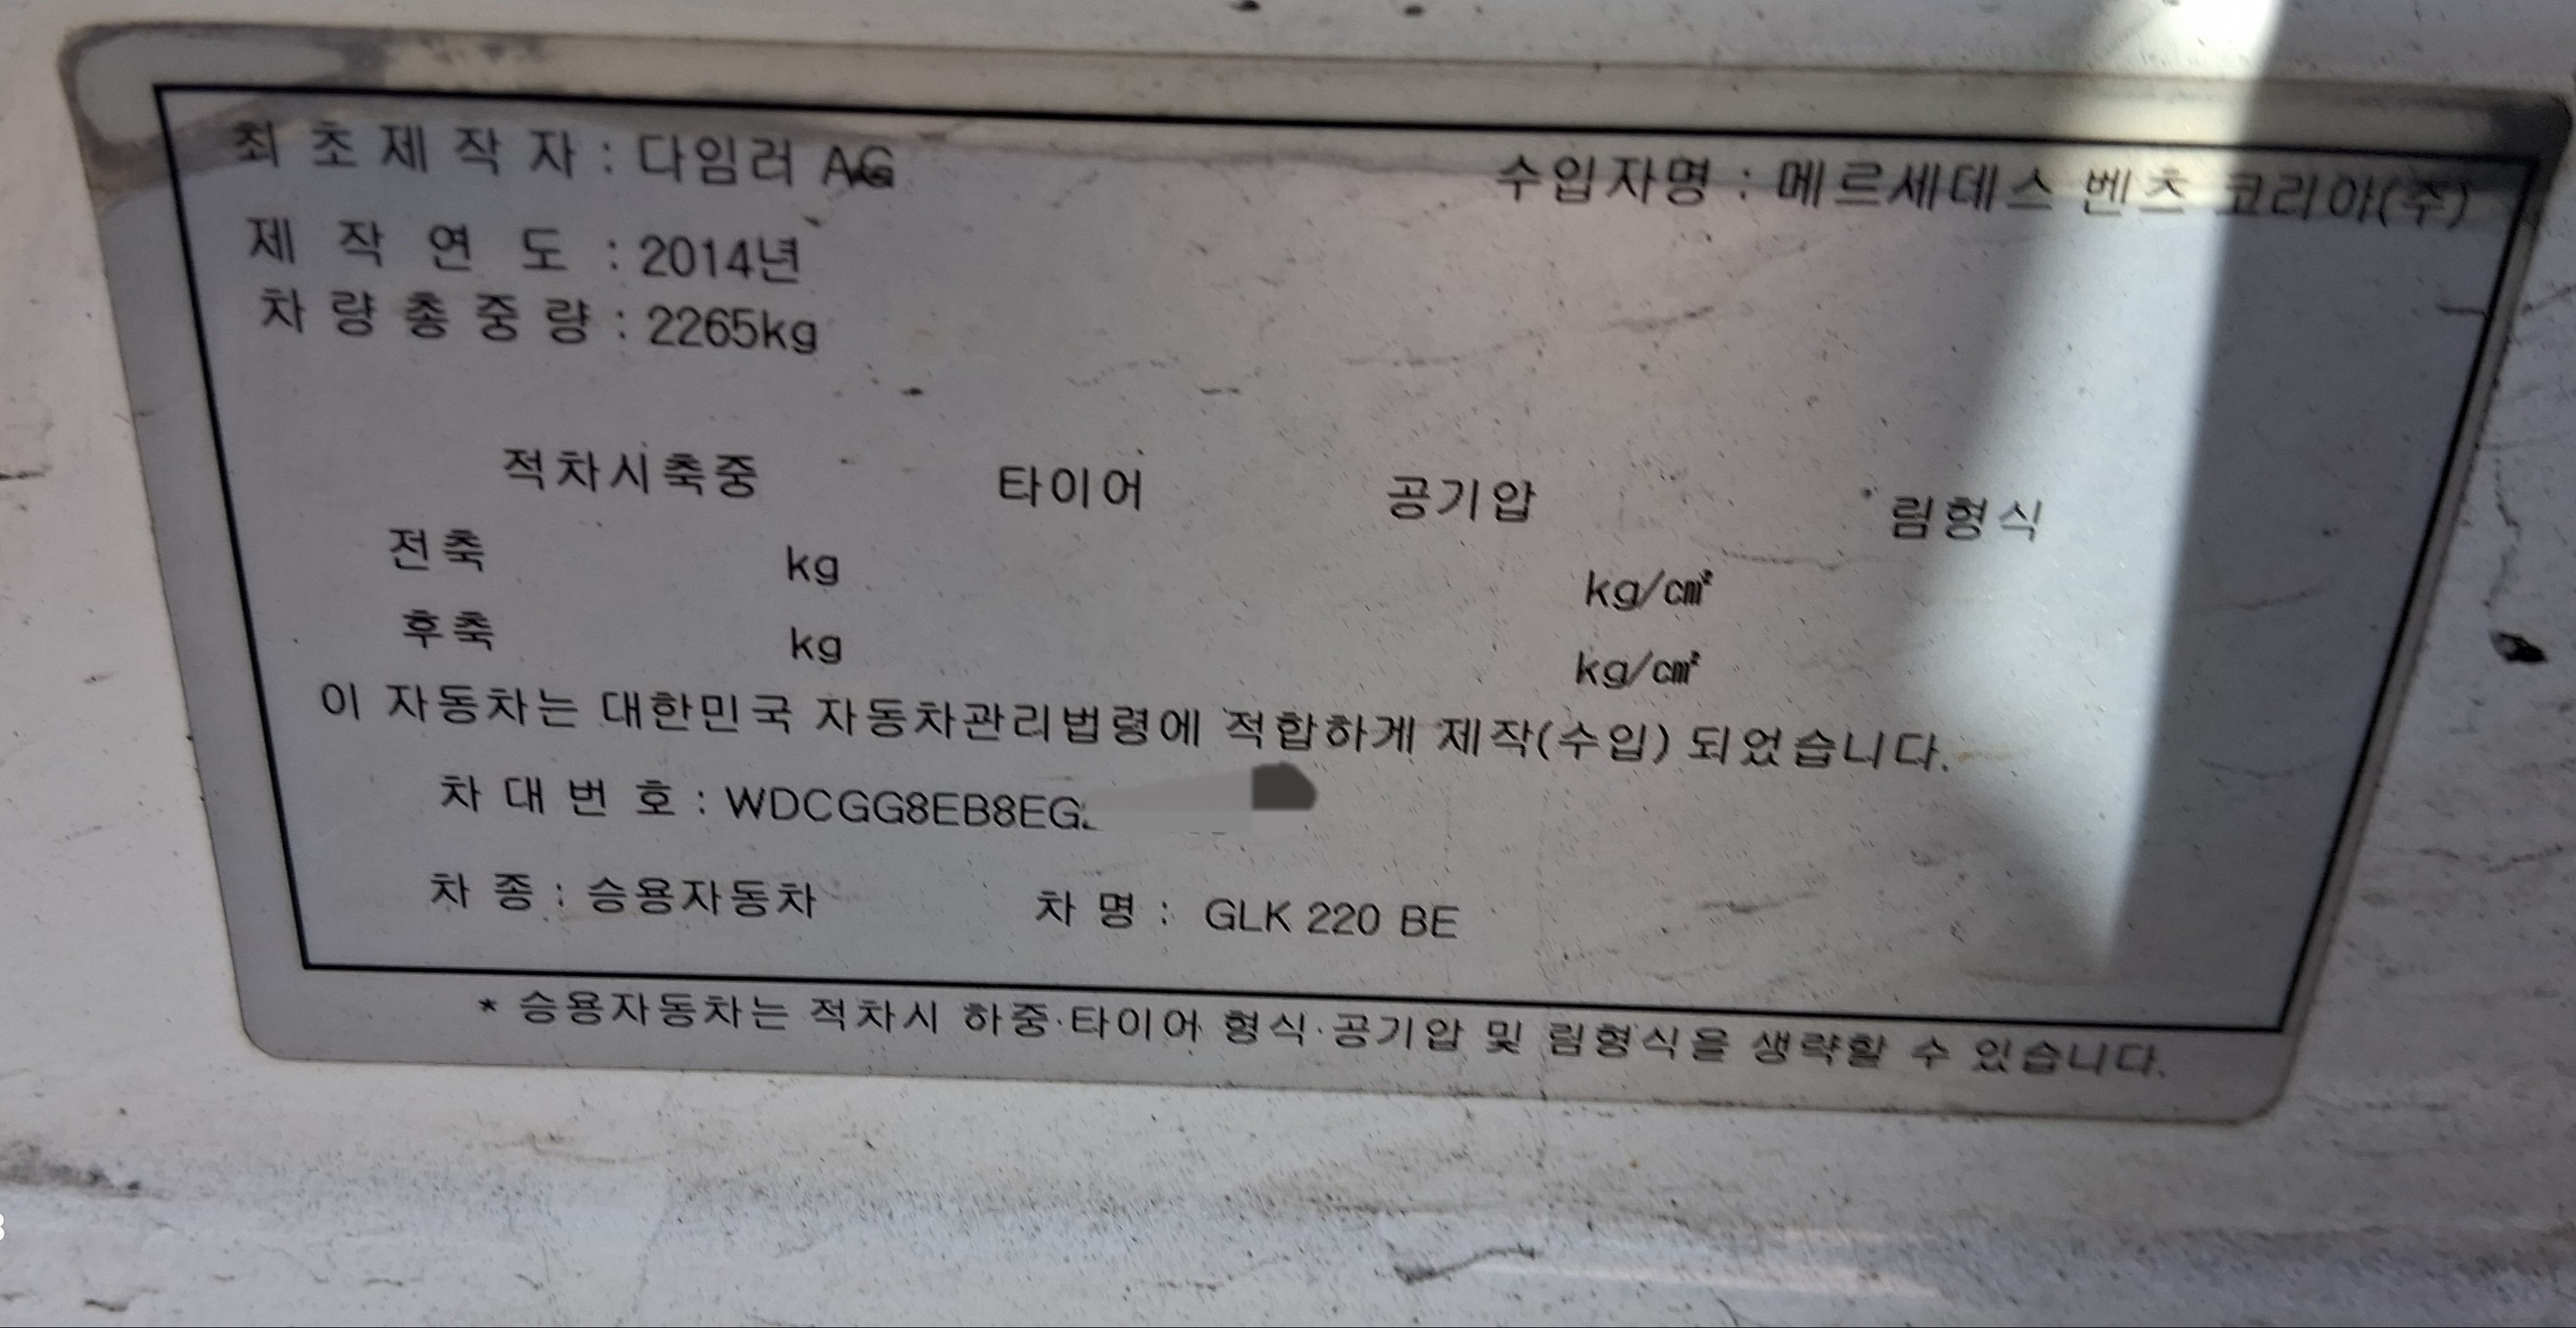 최초제작자 : 다임러 AG 수입자명 : 메르세데스 벤츠 코리아(주)
제작연도 : 2014년
차량총중량 : 2265kg
적차시축중 타이어 공기압 림형식
전축 kg kg/㎠
후축 kg kg/㎠
이 자동차는 대한민국 자동차관리법령에 적합하게 제작(수입) 되었습니다.
차대번호 : WDCGG8EB8EG
차종 : 승용자동차 차명 : GLK 220 BE
* 승용자동차는 적차시 하중·타이어 형식·공기압 및 림형식을 생략할 수 있습니다.